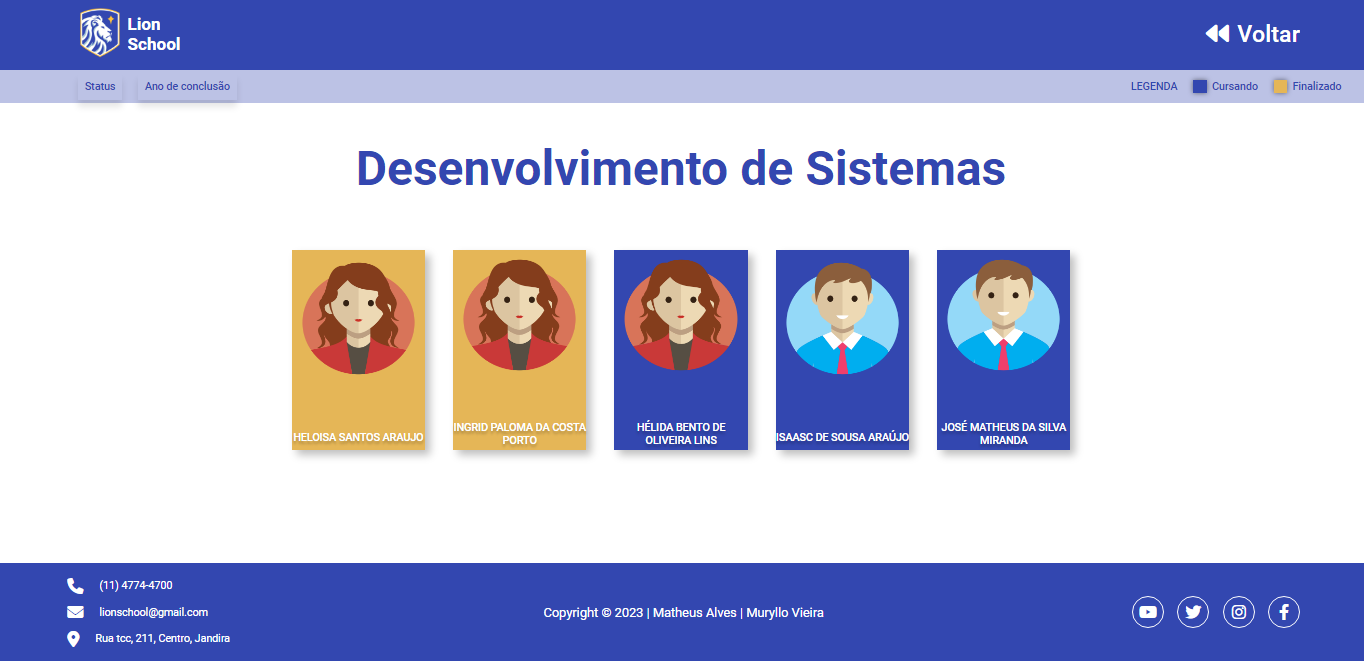 Lion
School
Voltar
Status
Ano de conclusão
LEGENDA
Cursando
Finalizado
Desenvolvimento de Sistemas
HELOISA SANTOS ARAUJO
INGRID PALOMA DA COSTA
PORTO
HÉLIDA BENTO DE
OLIVEIRA LINS
ISAASC DE SOUSA ARAÚJO
JOSÉ MATHEUS DA SILVA
MIRANDA
(11) 4774-4700
lionschool@gmail.com
Rua tcc, 211, Centro, Jandira
Copyright © 2023 | Matheus Alves | Muryllo Vieira